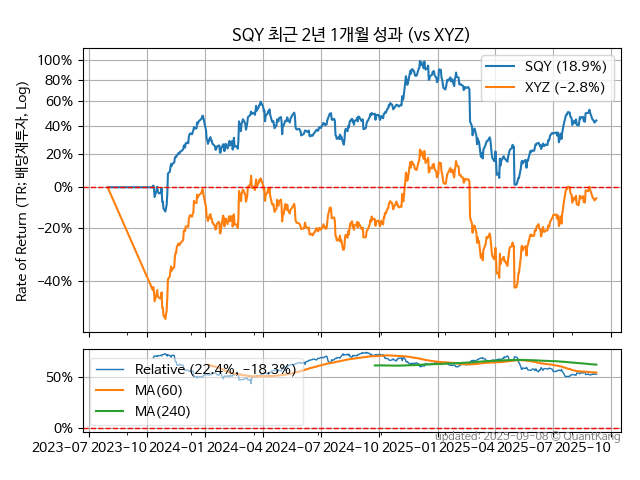 SQY 최근 2년 1개월 성과 (vs XYZ)
Rate of Return (TR: 배당재투자, Log)
100%
80%
60%
40%
20%
0%
−20%
−40%
SQY (18.9%)
XYZ (−2.8%)
50%
0%
Relative (22.4%, −18.3%)
MA(60)
MA(240)
updated: 2025-09-08 © QuantKang
2023-07 2023-10 2024-01 2024-04 2024-07 2024-10 2025-01 2025-04 2025-07 2025-10